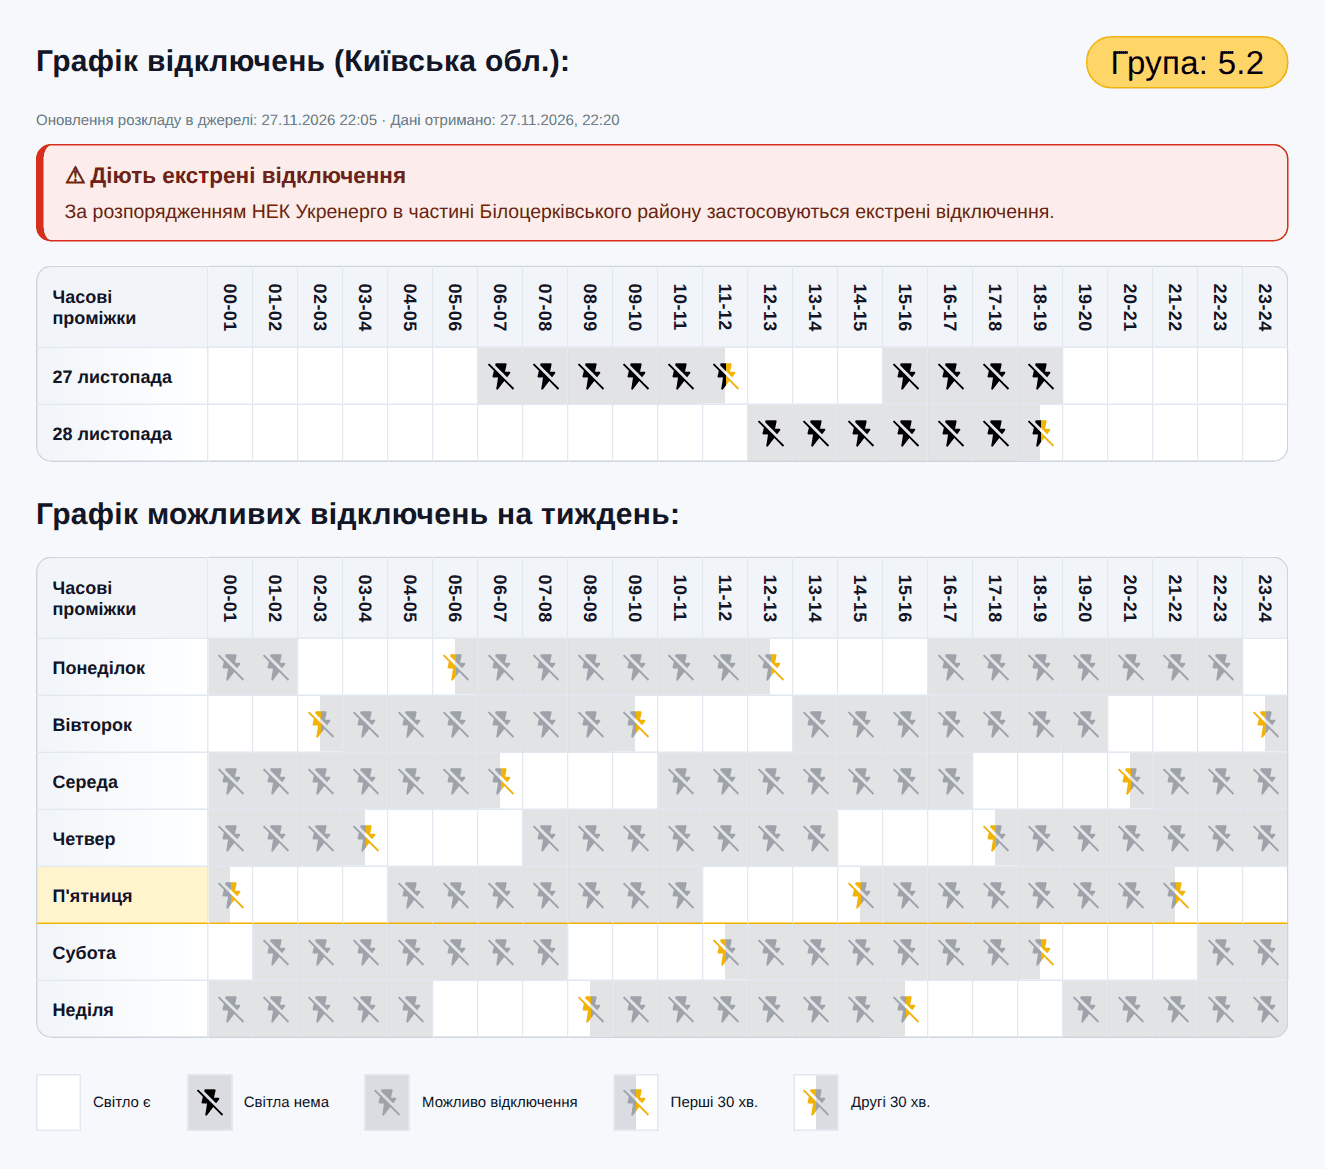 Графік відключень (Київська обл.):
Група: 5.2
Оновлення розкладу в джерелі: 27.11.2026 22:05 · Дані отримано: 27.11.2026, 22:20
⚠ Діють екстрені відключення
За розпорядженням НЕК Укренерго в частині Білоцерківського району застосовуються екстрені відключення.
Часові проміжки 00-01 01-02 02-03 03-04 04-05 05-06 06-07 07-08 08-09 09-10 10-11 11-12 12-13 13-14 14-15 15-16 16-17 17-18 18-19 19-20 20-21 21-22 22-23 23-24
27 листопада
28 листопада
Графік можливих відключень на тиждень:
Часові проміжки 00-01 01-02 02-03 03-04 04-05 05-06 06-07 07-08 08-09 09-10 10-11 11-12 12-13 13-14 14-15 15-16 16-17 17-18 18-19 19-20 20-21 21-22 22-23 23-24
Понеділок
Вівторок
Середа
Четвер
П'ятниця
Субота
Неділя
Світло є Світла нема Можливо відключення Перші 30 хв. Другі 30 хв.